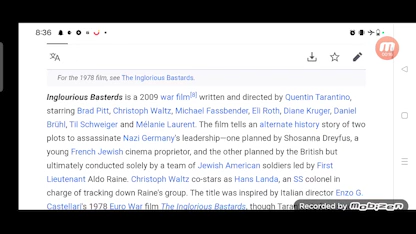 8:36
For the 1978 film, see The Inglorious Bastards.
Inglourious Basterds is a 2009 war film[8] written and directed by Quentin Tarantino,
starring Brad Pitt, Christoph Waltz, Michael Fassbender, Eli Roth, Diane Kruger, Daniel
Brühl, Til Schweiger and Mélanie Laurent. The film tells an alternate history story of two
plots to assassinate Nazi Germany's leadership—one planned by Shosanna Dreyfus, a
young French Jewish cinema proprietor, and the other planned by the British but
ultimately conducted solely by a team of Jewish American soldiers led by First
Lieutenant Aldo Raine. Christoph Waltz co-stars as Hans Landa, an SS colonel in
charge of tracking down Raine's group. The title was inspired by Italian director Enzo G.
Castellari's 1978 Euro War film The Inglorious Bastards, though
Recorded by Mobizen